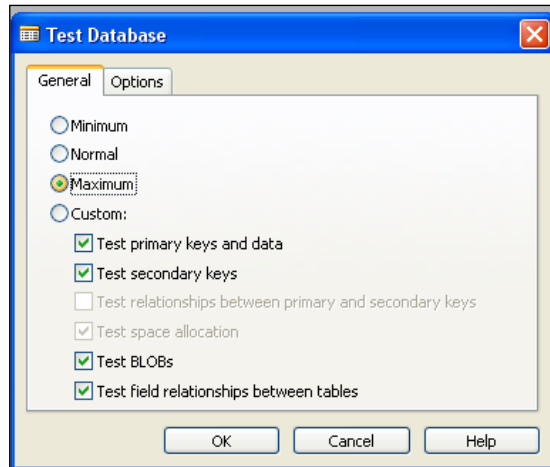 Test Database
General Options
Minimum
Normal
Maximum
Custom:
Test primary keys and data
Test secondary keys
Test relationships between primary and secondary keys
Test space allocation
Test BLOBs
Test field relationships between tables
OK Cancel Help